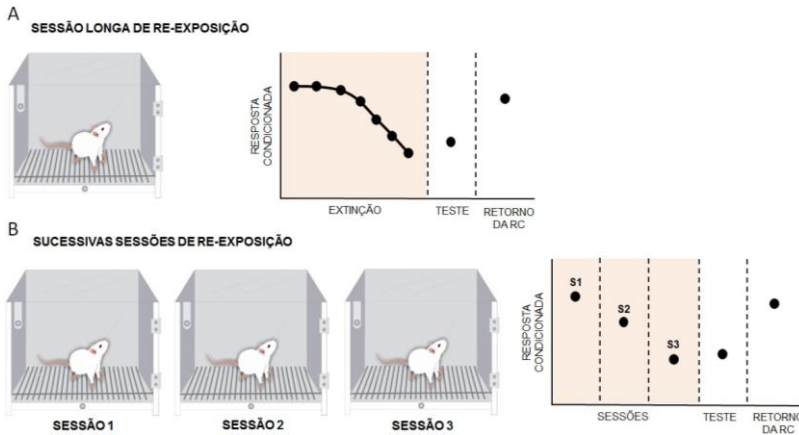 A
SESSÃO LONGA DE RE-EXPOSIÇÃO
RESPOSTA
CONDICIONADA
EXTINÇÃO
TESTE
RETORNO
DA RC
B
SUCESSIVAS SESSÕES DE RE-EXPOSIÇÃO
SESSÃO 1
SESSÃO 2
SESSÃO 3
RESPOSTA
CONDICIONADA
S1
S2
S3
SESSÕES
TESTE
RETORNO
DA RC